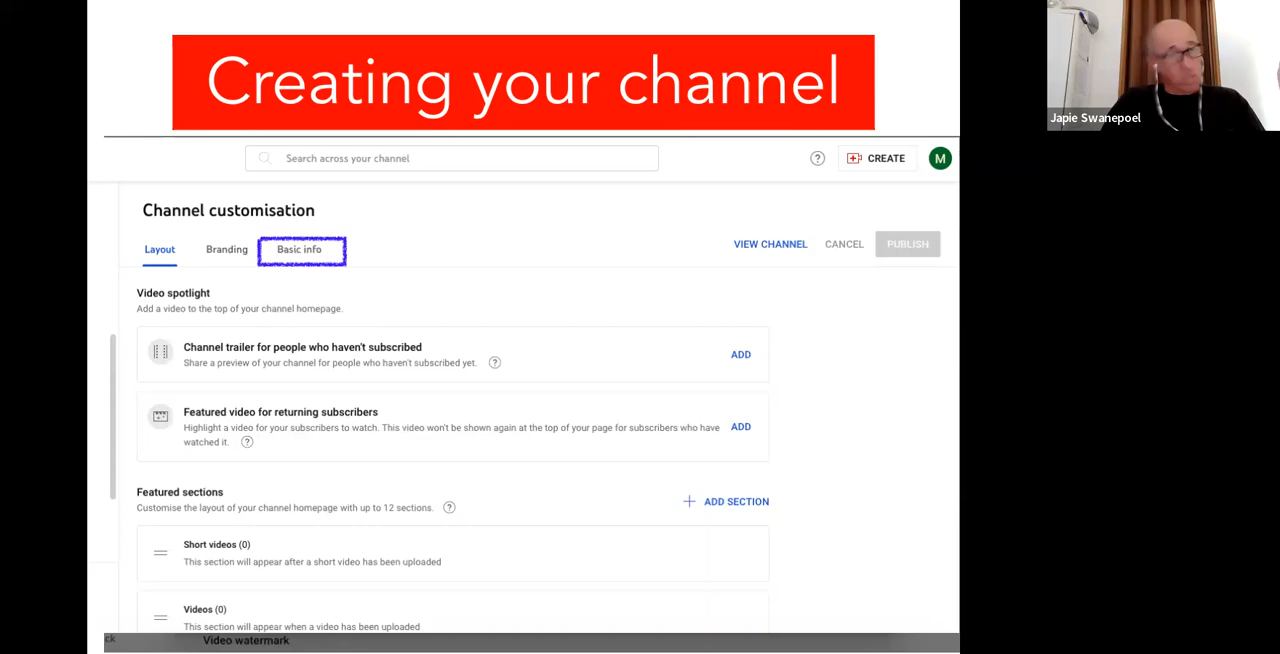 Creating your channel
Japie Swanepoel
Search across your channel
? CREATE M
Channel customisation
Layout Branding Basic info VIEW CHANNEL CANCEL PUBLISH
Video spotlight
Add a video to the top of your channel homepage.
Channel trailer for people who haven't subscribed
Share a preview of your channel for people who haven't subscribed yet. ?
ADD
Featured video for returning subscribers
Highlight a video for your subscribers to watch. This video won't be shown again at the top of your page for subscribers who have
watched it. ?
ADD
Featured sections
Customise the layout of your channel homepage with up to 12 sections. ?
+ ADD SECTION
Short videos (0)
This section will appear after a short video has been uploaded
Videos (0)
This section will appear when a video has been uploaded
ck Video watermark